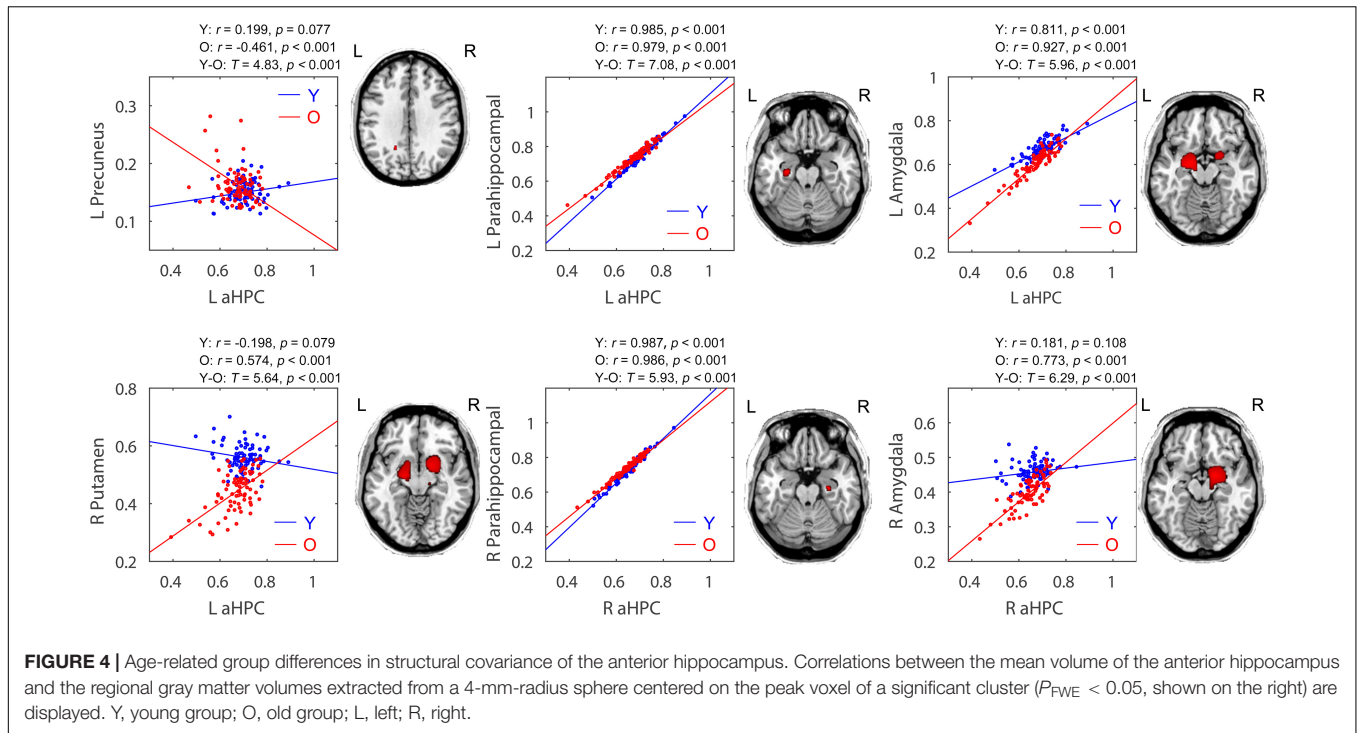 Y: r = 0.199, p = 0.077
O: r = -0.461, p < 0.001
Y-O: T = 4.83, p < 0.001
L R
0.3
0.2
0.1
L Precuneus
Y
O
0.4 0.6 0.8 1
L aHPC
Y: r = 0.985, p < 0.001
O: r = 0.979, p < 0.001
Y-O: T = 7.08, p < 0.001
L R
1
0.8
0.6
0.4
0.2
L Parahippocampal
Y
O
0.4 0.6 0.8 1
L aHPC
Y: r = 0.811, p < 0.001
O: r = 0.927, p < 0.001
Y-O: T = 5.96, p < 0.001
L R
1
0.8
0.6
0.4
0.2
L Amygdala
Y
O
0.4 0.6 0.8 1
L aHPC
Y: r = -0.198, p = 0.079
O: r = 0.574, p < 0.001
Y-O: T = 5.64, p < 0.001
L R
0.8
0.6
0.4
0.2
R Putamen
Y
O
0.4 0.6 0.8 1
L aHPC
Y: r = 0.987, p < 0.001
O: r = 0.986, p < 0.001
Y-O: T = 5.93, p < 0.001
L R
1
0.8
0.6
0.4
0.2
R Parahippocampal
Y
O
0.4 0.6 0.8 1
R aHPC
Y: r = 0.181, p = 0.108
O: r = 0.773, p < 0.001
Y-O: T = 6.29, p < 0.001
L R
0.6
0.5
0.4
0.3
0.2
R Amygdala
Y
O
0.4 0.6 0.8 1
R aHPC
FIGURE 4 | Age-related group differences in structural covariance of the anterior hippocampus. Correlations between the mean volume of the anterior hippocampus
and the regional gray matter volumes extracted from a 4-mm-radius sphere centered on the peak voxel of a significant cluster (P_FWE < 0.05, shown on the right) are
displayed. Y, young group; O, old group; L, left; R, right.